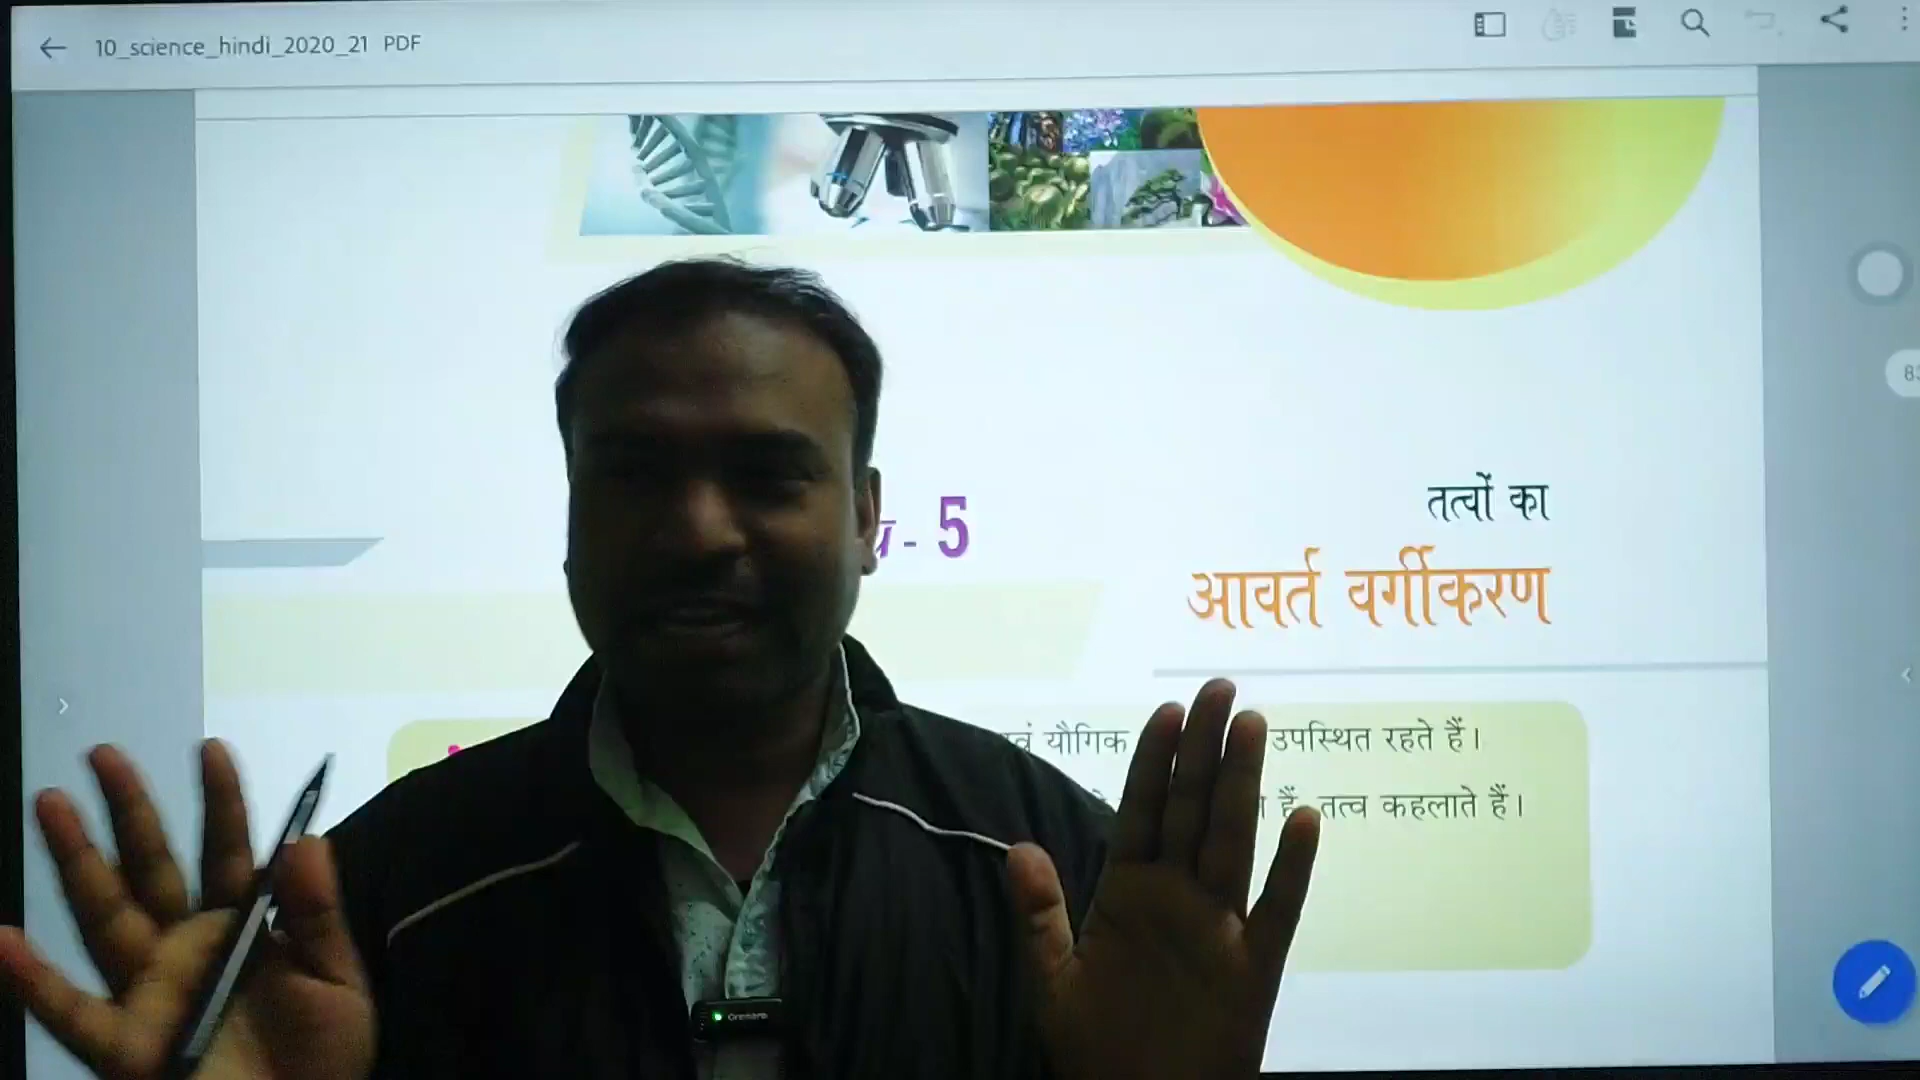 10_science_hindi_2020_21 PDF
- 5
तत्वों का
आवर्त वर्गीकरण
यौगिक
उपस्थित रहते हैं।
हैं, तत्व कहलाते हैं।